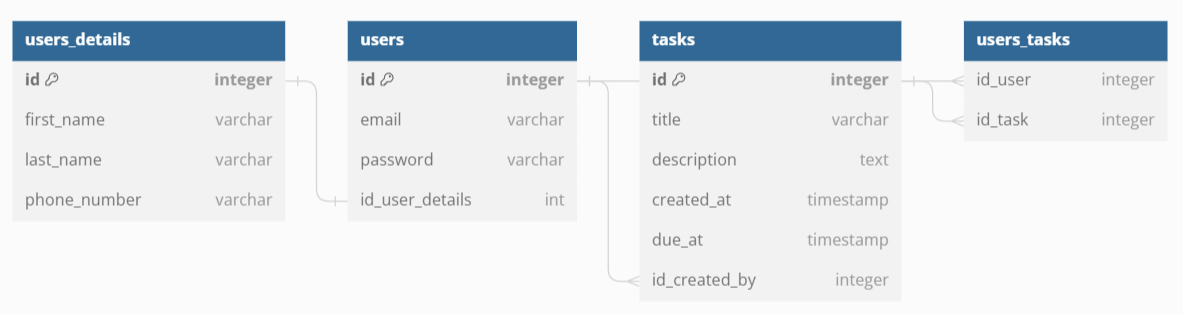 users_details
id integer
first_name varchar
last_name varchar
phone_number varchar
users
id integer
email varchar
password varchar
id_user_details int
tasks
id integer
title varchar
description text
created_at timestamp
due_at timestamp
id_created_by integer
users_tasks
id_user integer
id_task integer